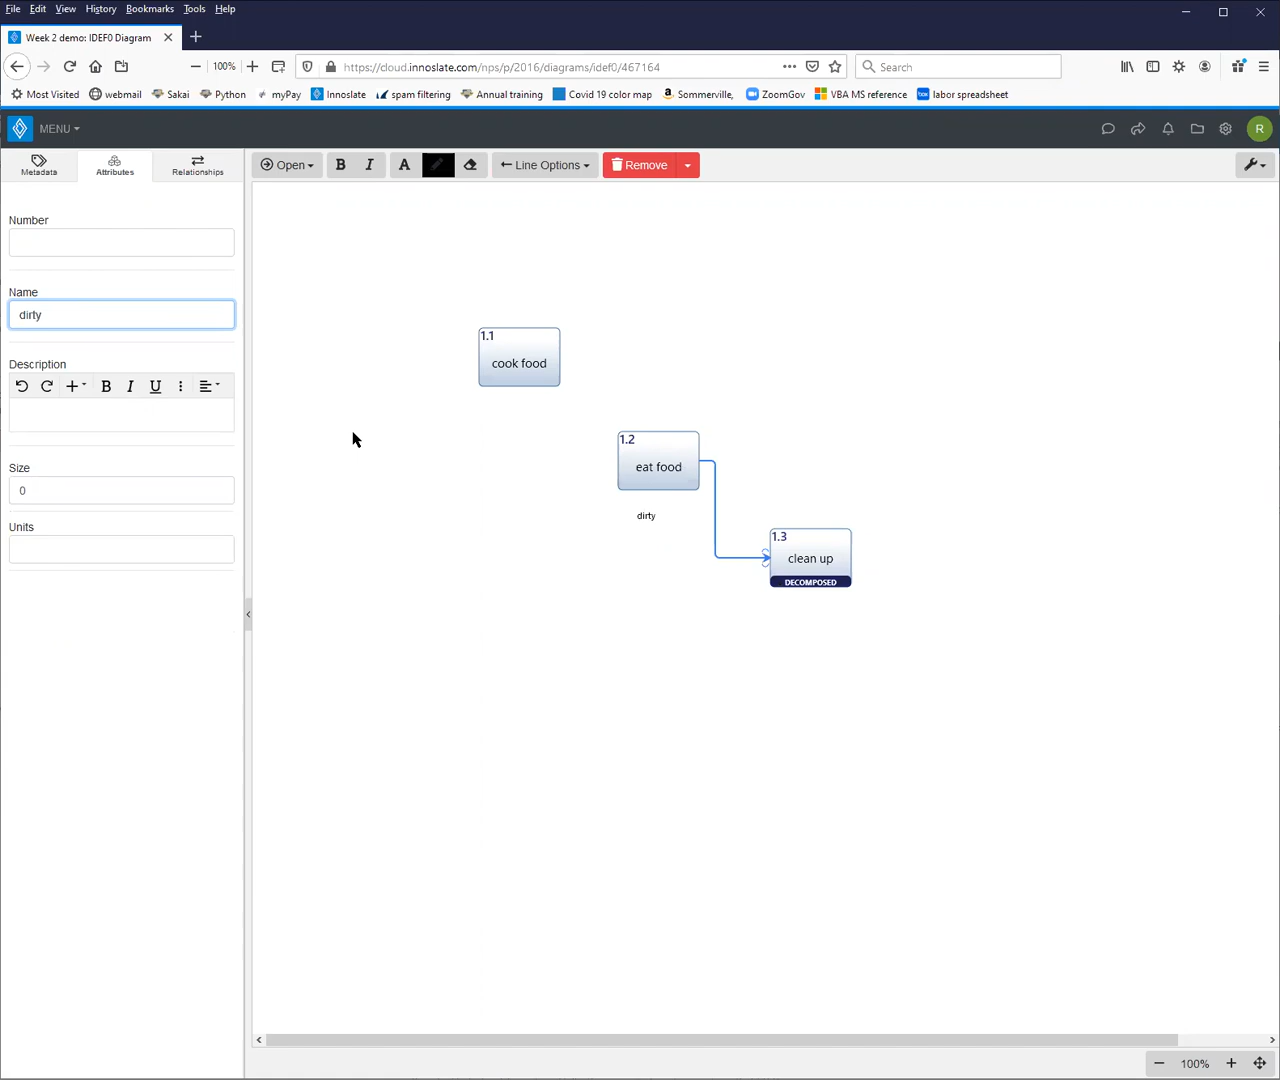 File Edit View History Bookmarks Tools Help
Week 2 demo: IDEF0 Diagram
100% https://cloud.innoslate.com/nps/p/2016/diagrams/idef0/467164 Search
Most Visited webmail Sakai Python myPay Innoslate spam filtering Annual training Covid 19 color map Sommerville, ZoomGov VBA MS reference labor spreadsheet
MENU R
Metadata Attributes Relationships
Open B I A Line Options Remove
Number
Name
dirty
Description
B I U
Size
0
Units
1.1
cook food
1.2
eat food
dirty
1.3
clean up
DECOMPOSED
100%